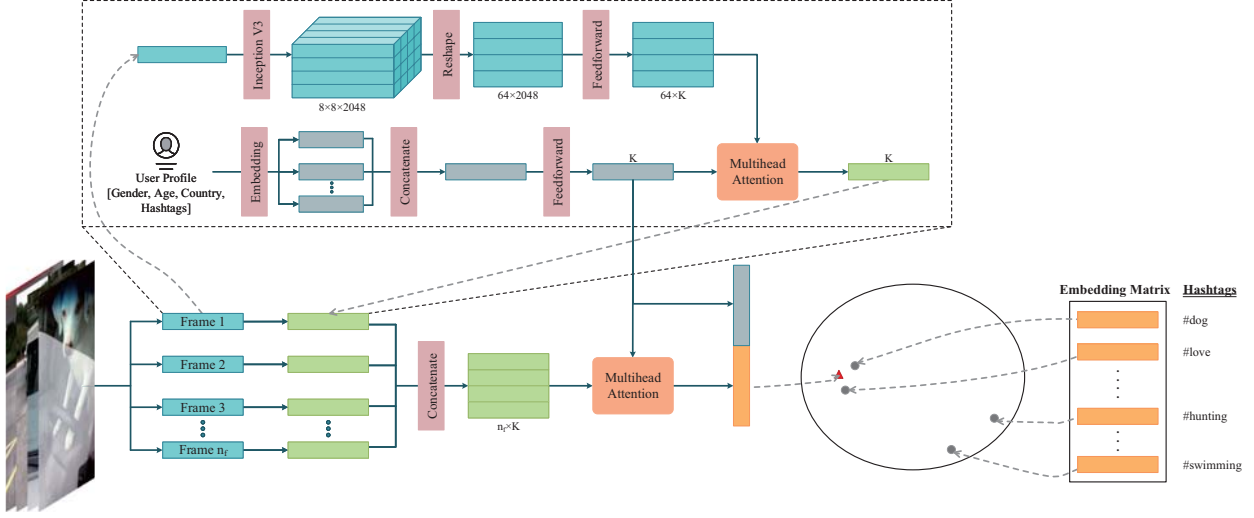 Inception V3
8×8×2048
Reshape
64×2048
Feedforward
64×K
User Profile
[Gender, Age, Country,
Hashtags]
Embedding
Concatenate
Feedforward
K
Multihead
Attention
K
Frame 1
Frame 2
Frame 3
Frame nf
Concatenate
nf×K
Multihead
Attention
Embedding Matrix
Hashtags
#dog
#love
#hunting
#swimming